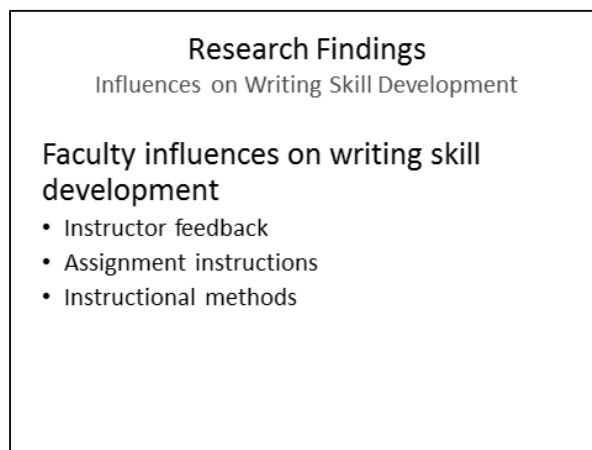 Research Findings
Influences on Writing Skill Development
Faculty influences on writing skill
development
• Instructor feedback
• Assignment instructions
• Instructional methods